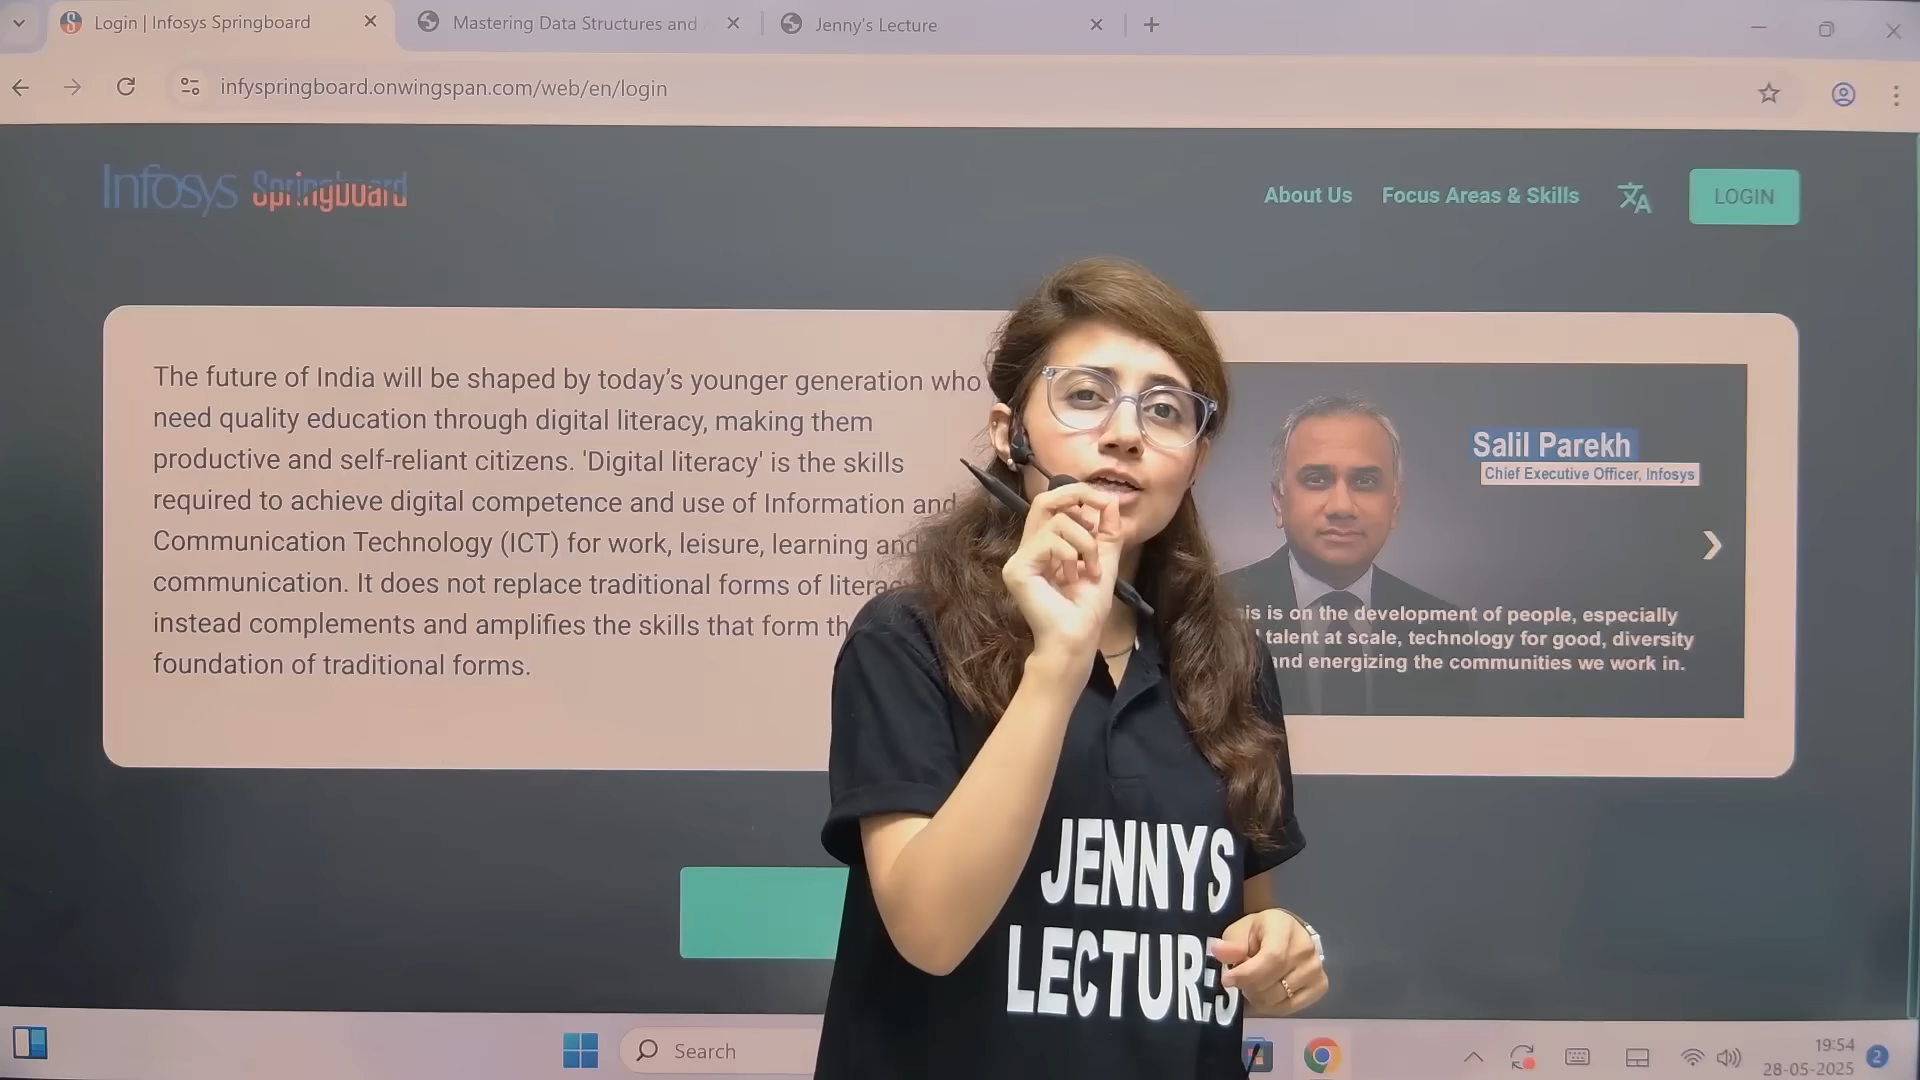 Login | Infosys Springboard
Mastering Data Structures and
Jenny's Lecture
infyspringboard.onwingspan.com/web/en/login
Infosys Springboard
About Us
Focus Areas & Skills
LOGIN
The future of India will be shaped by today's younger generation who
need quality education through digital literacy, making them
productive and self-reliant citizens. 'Digital literacy' is the skills
required to achieve digital competence and use of Information and
Communication Technology (ICT) for work, leisure, learning and
communication. It does not replace traditional forms of
instead complements and amplifies the skills that form
foundation of traditional forms.
Salil Parekh
Chief Executive Officer, Infosys
is on the development of people, especially
talent at scale, technology for good, diversity
and energizing the communities we work in.
JENNYS
LECTURES
Search
19:54
28-05-2025
2